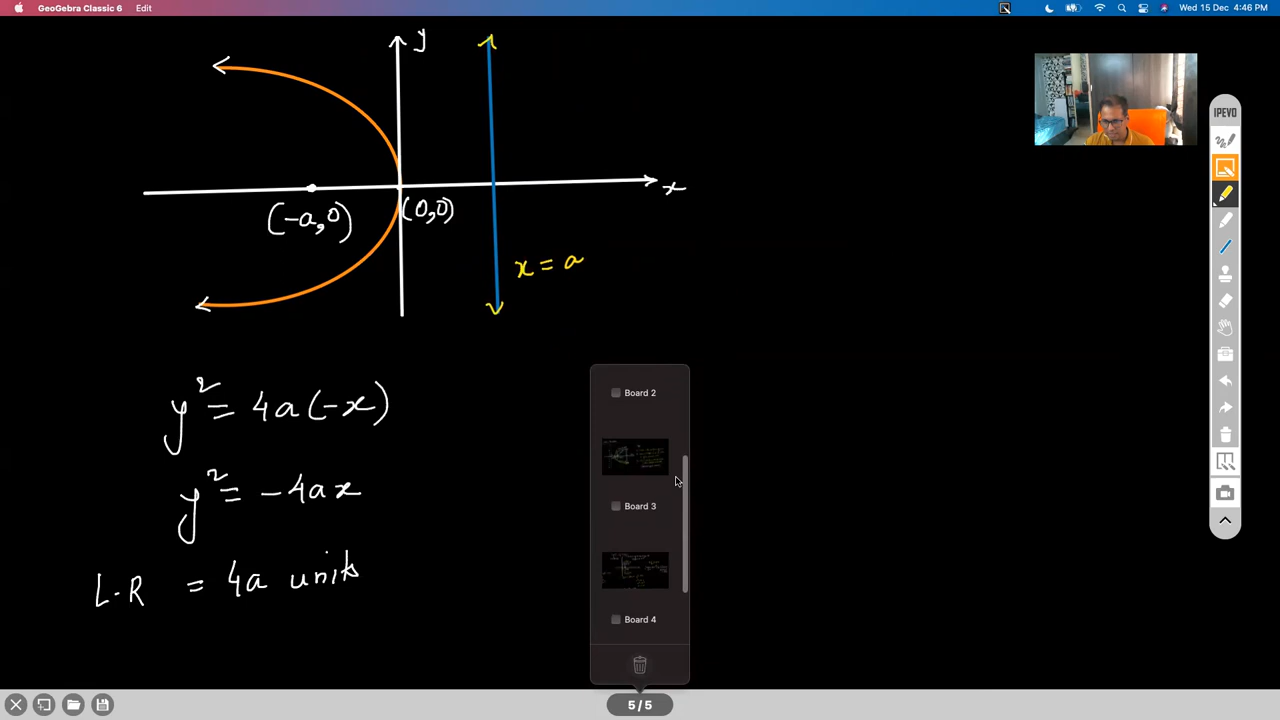 GeoGebra Classic 6 Edit Wed 15 Dec 4:46 PM
y
IPEVO
x
(-a,0) (0,0)
x = a
y² = 4a(-x)
Board 2
y² = -4ax
Board 3
L.R = 4a units
Board 4
5 / 5